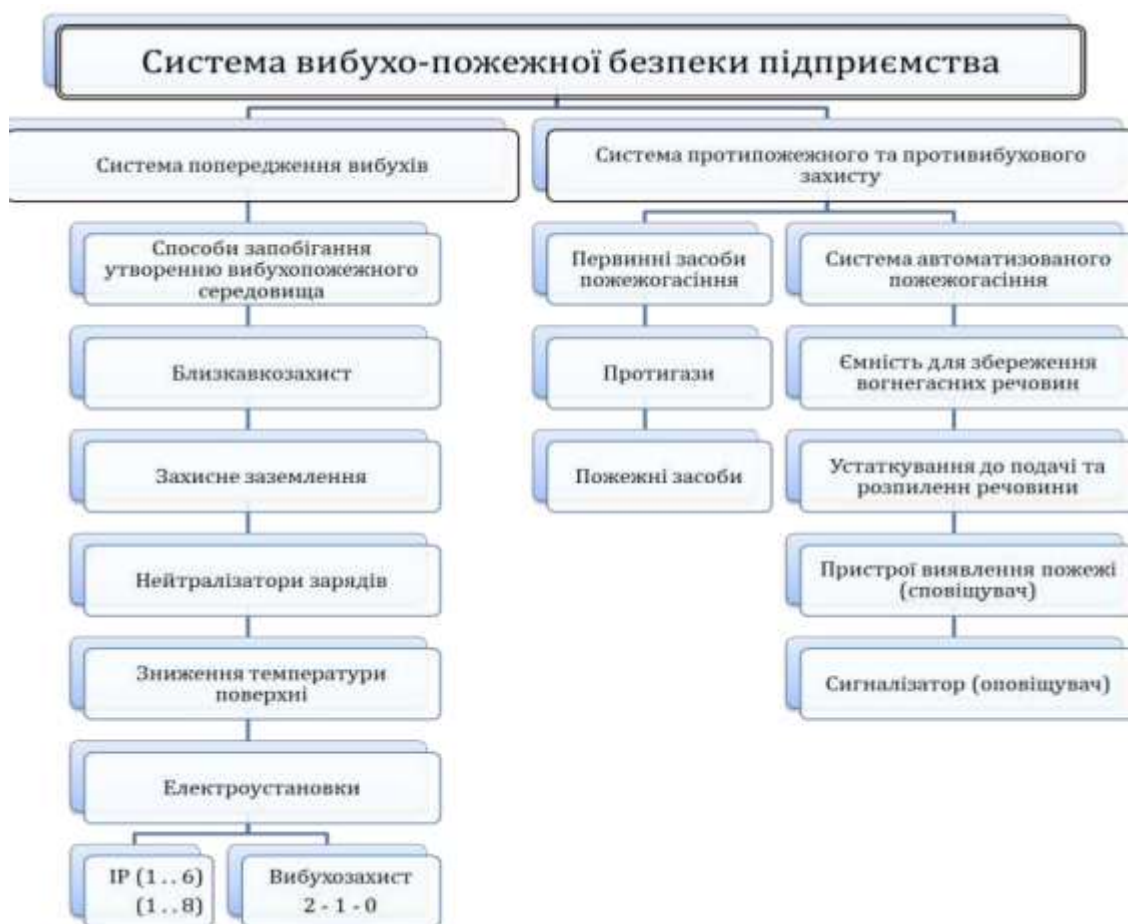 Система вибухо-пожежної безпеки підприємства
Система попередження вибухів
Система протипожежного та противибухового
захисту
Способи запобігання
утворенню вибухопожежного
середовища
Близкавкозахист
Захисне заземлення
Нейтралізатори зарядів
Зниження температури
поверхні
Електроустановки
IP (1 . . 6)
(1 . . 8)
Вибухозахист
2 - 1 - 0
Первинні засоби
пожежогасіння
Протигази
Пожежні засоби
Система автоматизованого
пожежогасіння
Ємність для збереження
вогнегасних речовин
Устаткування до подачі та
розпиленн речовини
Пристрої виявлення пожежі
(сповіщувач)
Сигналізатор (оповіщувач)